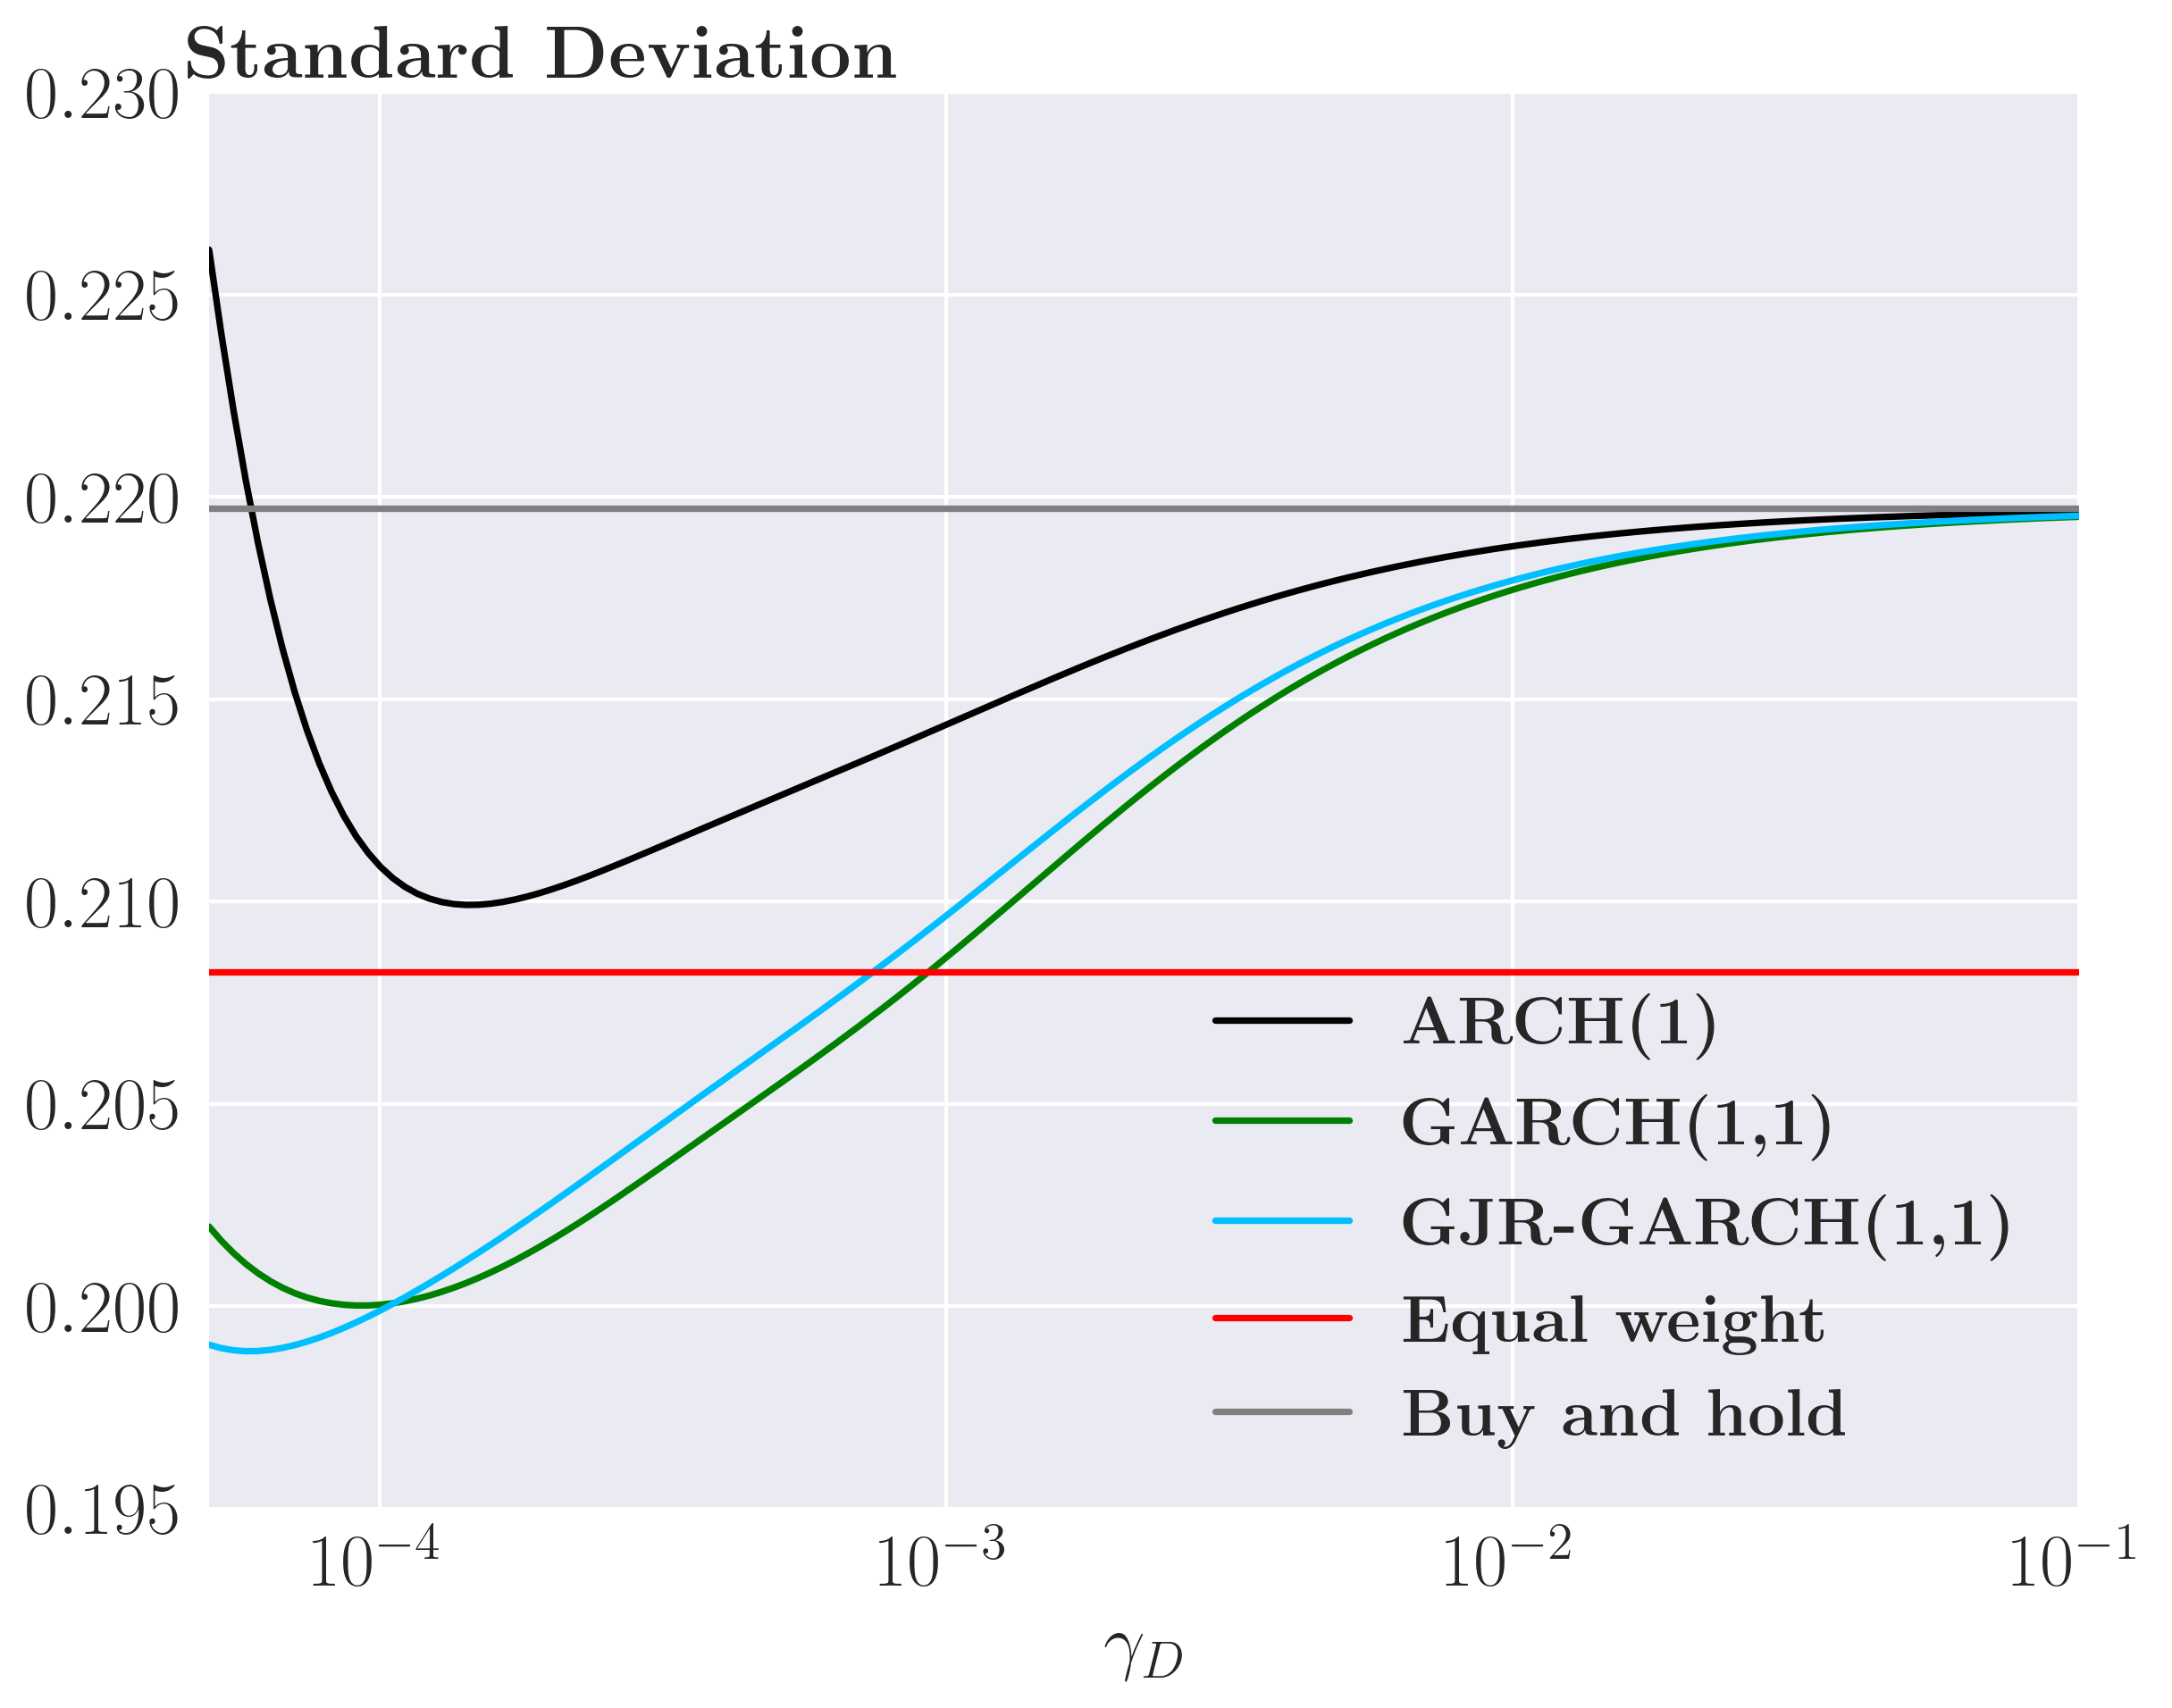 Standard Deviation
0.230
0.225
0.220
0.215
0.210
0.205
0.200
0.195
ARCH(1)
GARCH(1,1)
GJR-GARCH(1,1)
Equal weight
Buy and hold
10⁻⁴ 10⁻³ 10⁻² 10⁻¹
γ_D